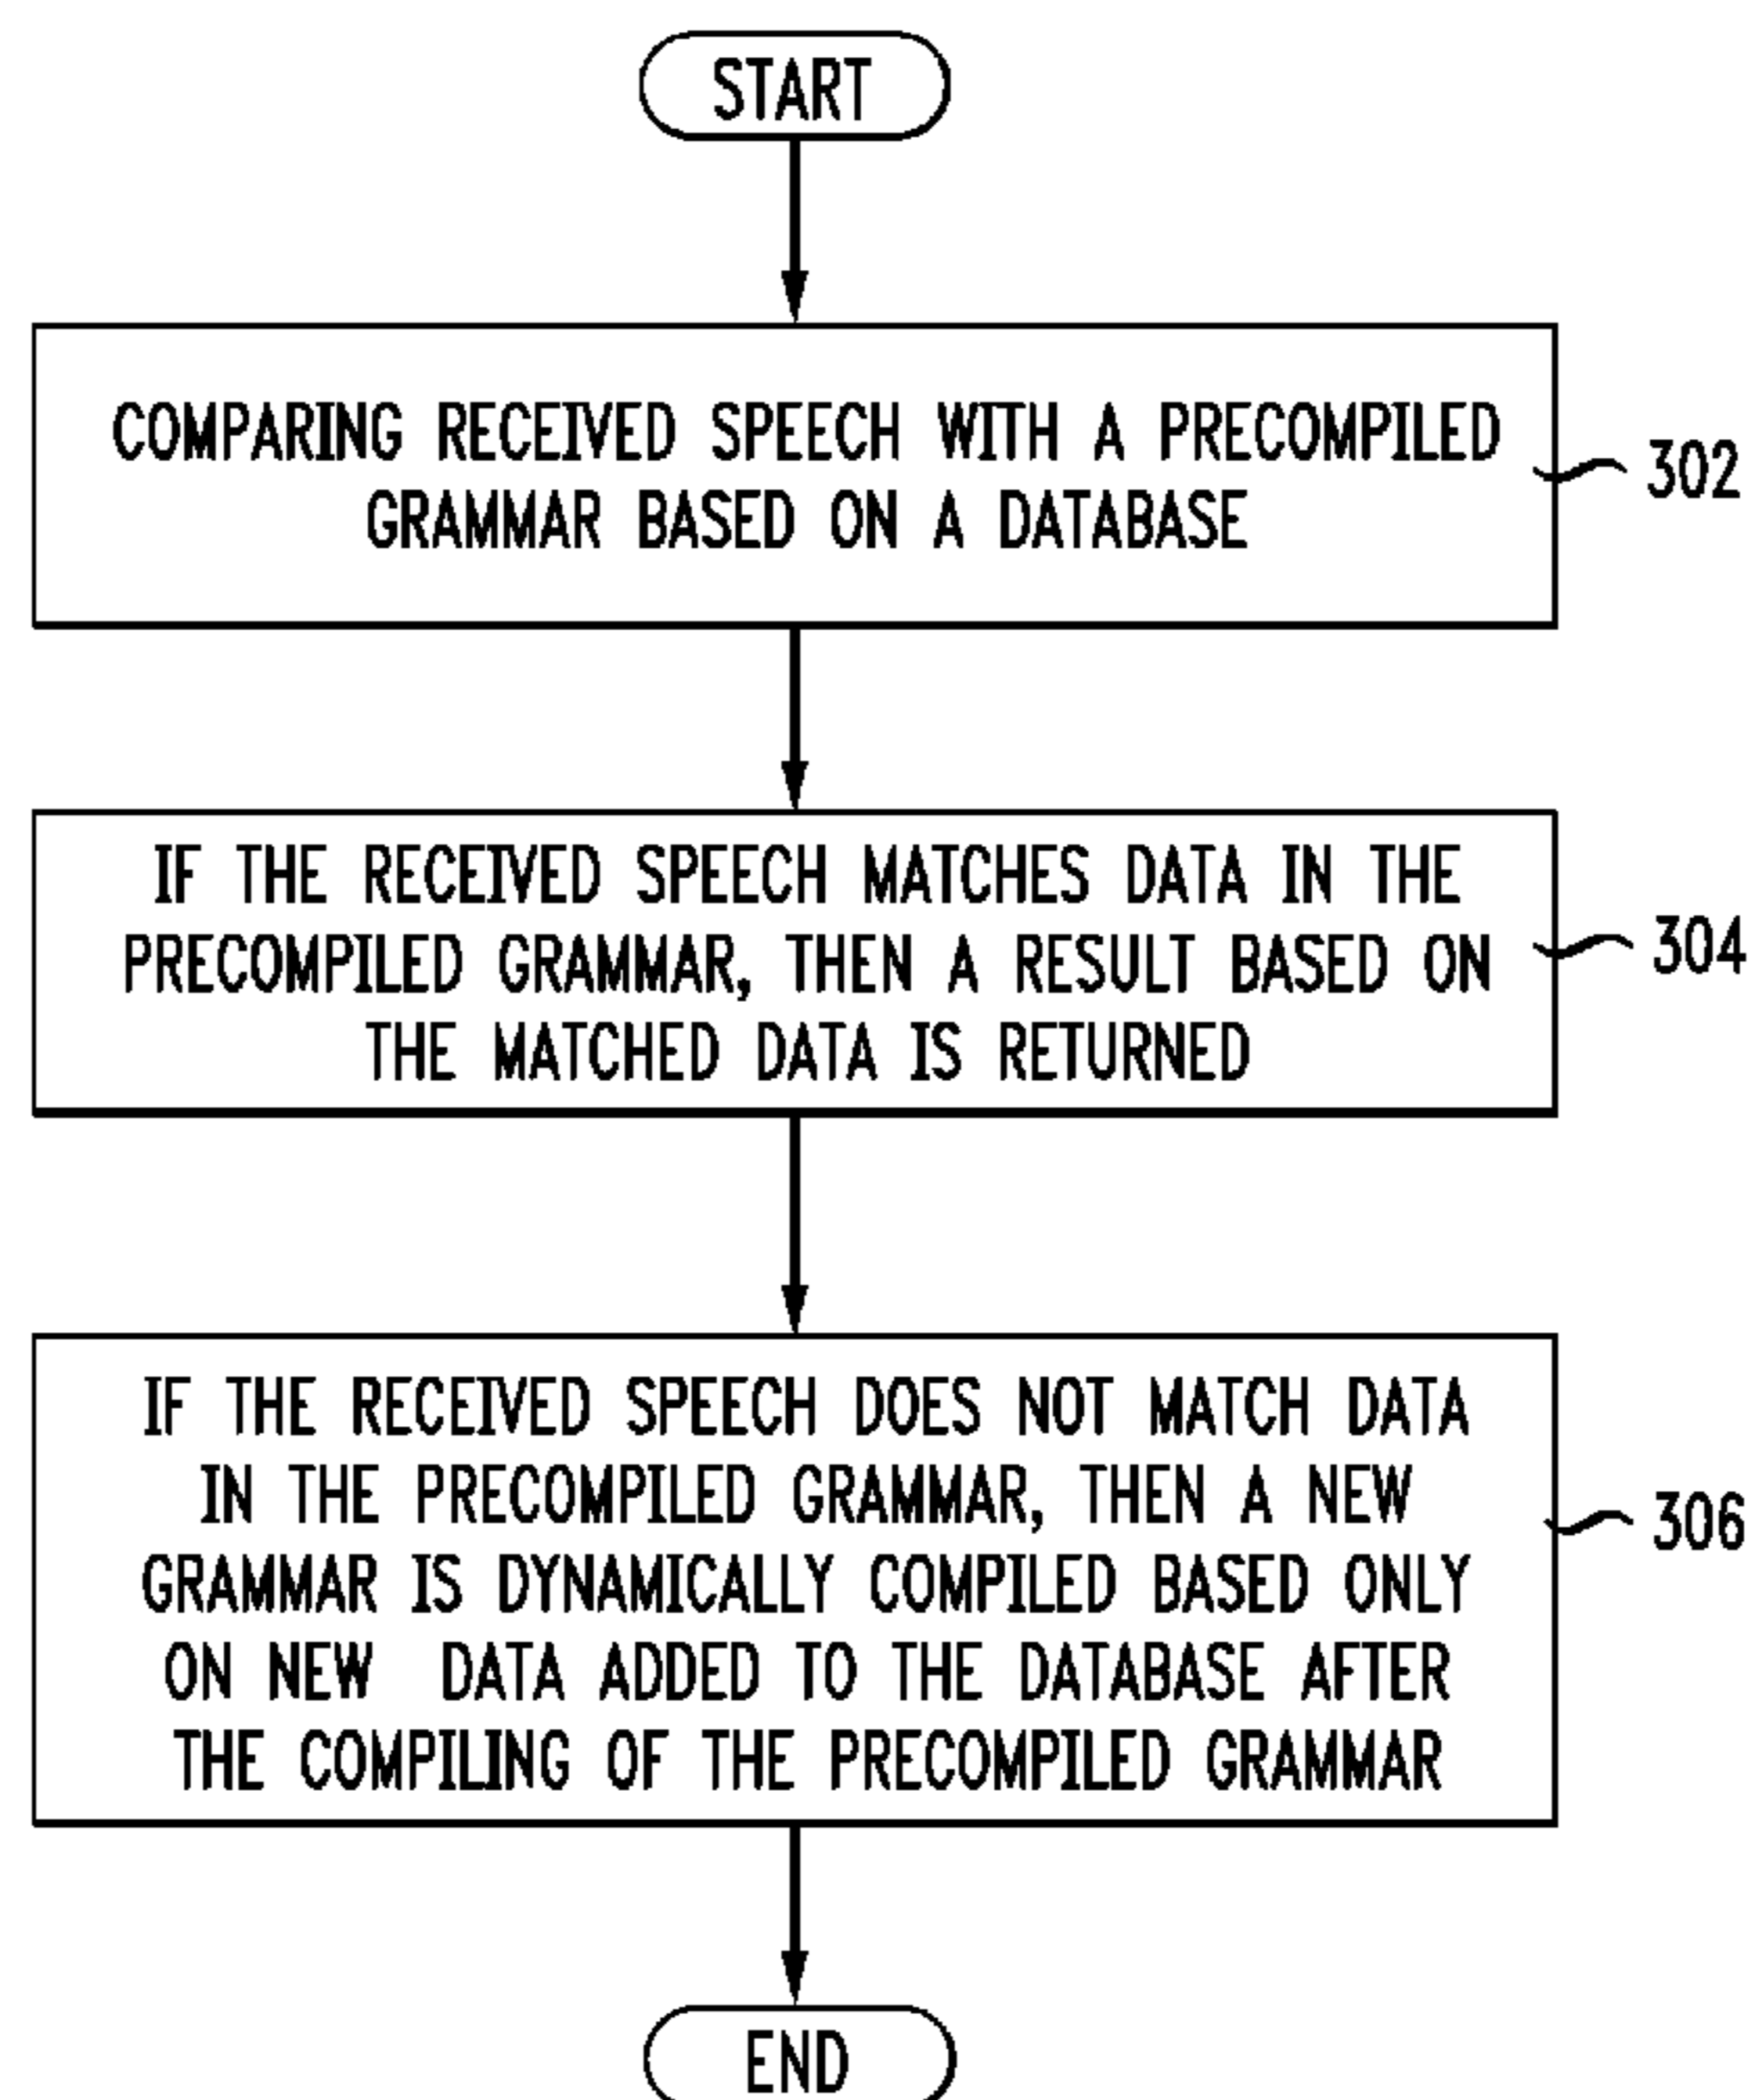 START
COMPARING RECEIVED SPEECH WITH A PRECOMPILED
GRAMMAR BASED ON A DATABASE
302
IF THE RECEIVED SPEECH MATCHES DATA IN THE
PRECOMPILED GRAMMAR, THEN A RESULT BASED ON
THE MATCHED DATA IS RETURNED
304
IF THE RECEIVED SPEECH DOES NOT MATCH DATA
IN THE PRECOMPILED GRAMMAR, THEN A NEW
GRAMMAR IS DYNAMICALLY COMPILED BASED ONLY
ON NEW DATA ADDED TO THE DATABASE AFTER
THE COMPILING OF THE PRECOMPILED GRAMMAR
306
END